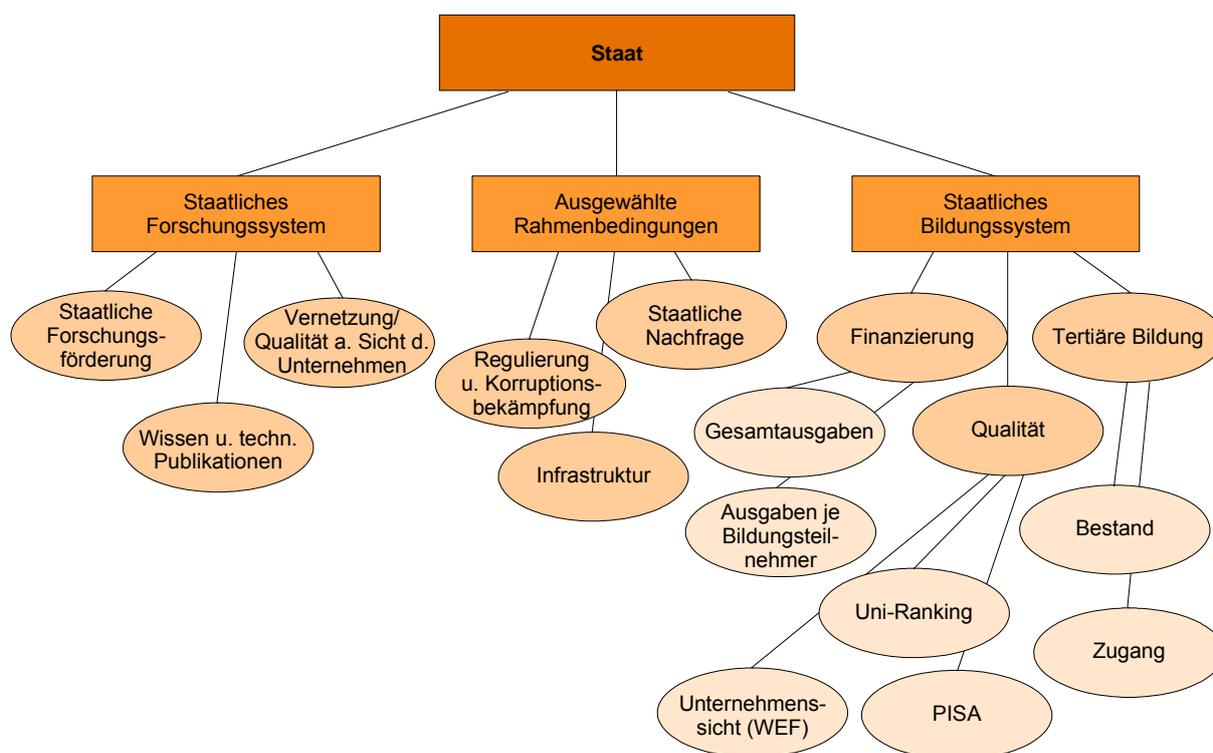 Staat
Staatliches
Forschungssystem
Ausgewählte
Rahmenbedingungen
Staatliches
Bildungssystem
Staatliche
Forschungs-
förderung
Vernetzung/
Qualität a. Sicht d.
Unternehmen
Wissen u. techn.
Publikationen
Staatliche
Nachfrage
Regulierung
u. Korruptions-
bekämpfung
Infrastruktur
Finanzierung
Tertiäre Bildung
Gesamtausgaben
Qualität
Ausgaben je
Bildungsteil-
nehmer
Bestand
Uni-Ranking
Zugang
Unternehmens-
sicht (WEF)
PISA